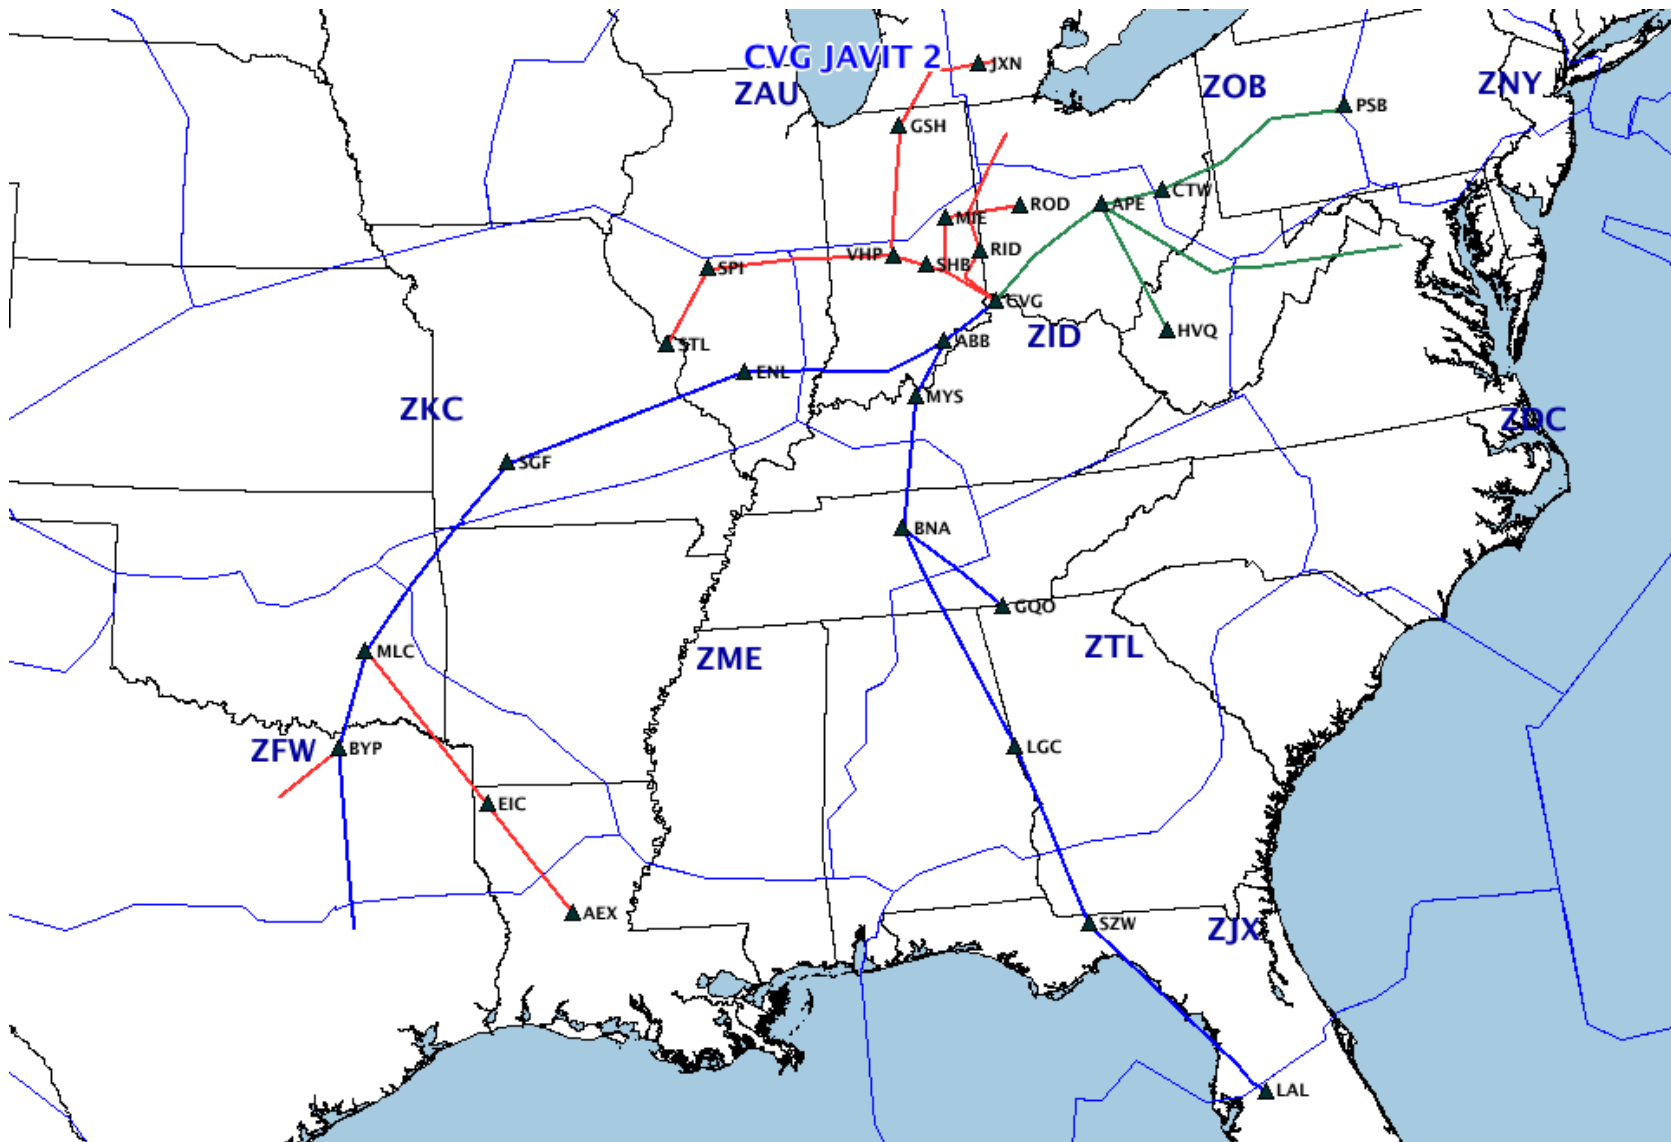 CVG JAVIT 2
JXN
ZAU
ZOB
ZNY
PSB
GSH
CTW
ROD
APE
MIE
RID
VHP
SHB
SPI
CVG
HVQ
ZID
STL
ABB
ENL
MYS
ZKC
ZDC
SGF
BNA
GQO
MLC
ZME
ZTL
ZFW
BYP
LGC
EIC
AEX
SZW
ZJX
LAL